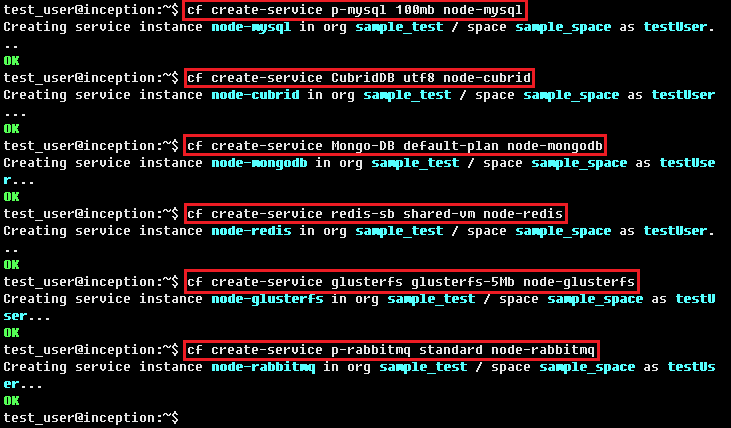 test_user@inception:~$ cf create-service p-mysql 100mb node-mysql
Creating service instance node-mysql in org sample_test / space sample_space as testUser.
..
OK
test_user@inception:~$ cf create-service CubridDB utf8 node-cubrid
Creating service instance node-cubrid in org sample_test / space sample_space as testUser
...
OK
test_user@inception:~$ cf create-service Mongo-DB default-plan node-mongodb
Creating service instance node-mongodb in org sample_test / space sample_space as testUse
r...
OK
test_user@inception:~$ cf create-service redis-sb shared-vm node-redis
Creating service instance node-redis in org sample_test / space sample_space as testUser.
..
OK
test_user@inception:~$ cf create-service glusterfs glusterfs-5Mb node-glusterfs
Creating service instance node-glusterfs in org sample_test / space sample_space as testU
ser...
OK
test_user@inception:~$ cf create-service p-rabbitmq standard node-rabbitmq
Creating service instance node-rabbitmq in org sample_test / space sample_space as testUs
er...
OK
test_user@inception:~$